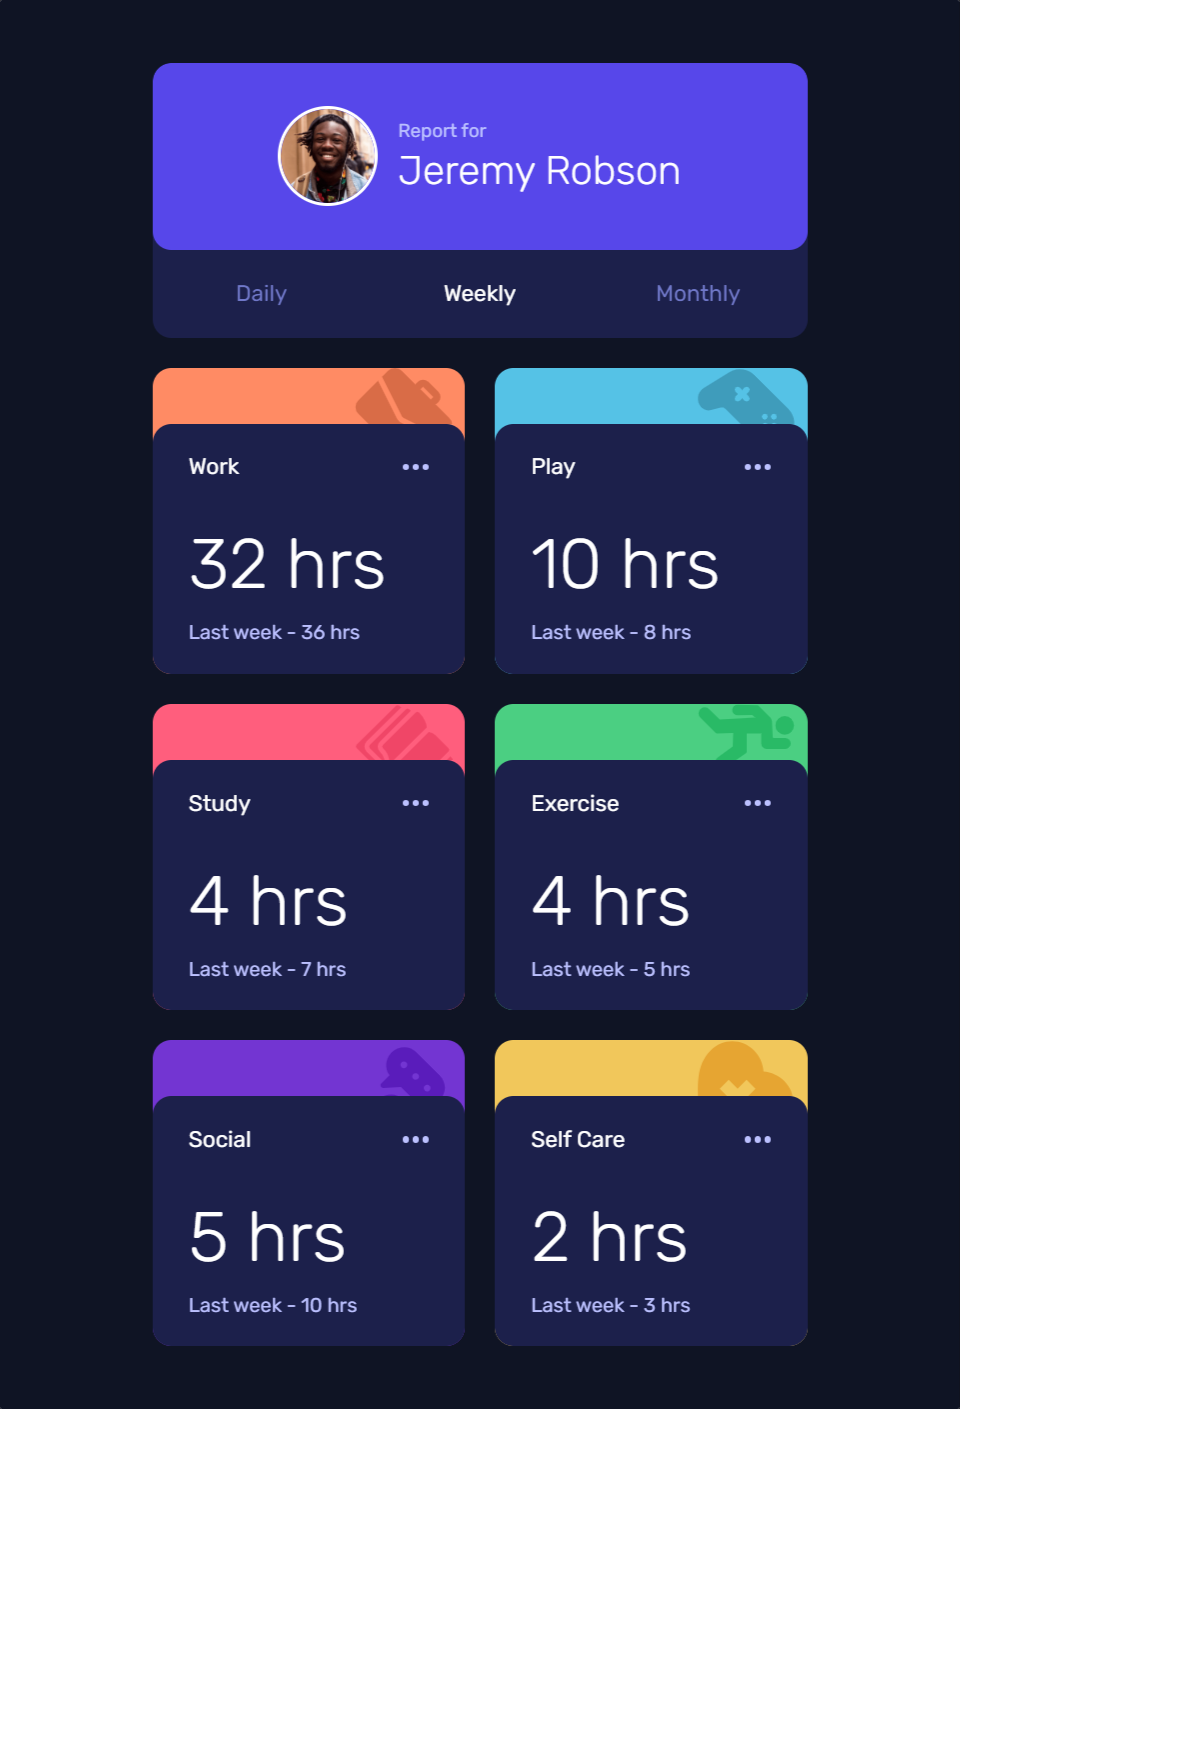 Report for
Jeremy Robson
Daily Weekly Monthly
Work
32 hrs
Last week - 36 hrs
Play
10 hrs
Last week - 8 hrs
Study
4 hrs
Last week - 7 hrs
Exercise
4 hrs
Last week - 5 hrs
Social
5 hrs
Last week - 10 hrs
Self Care
2 hrs
Last week - 3 hrs